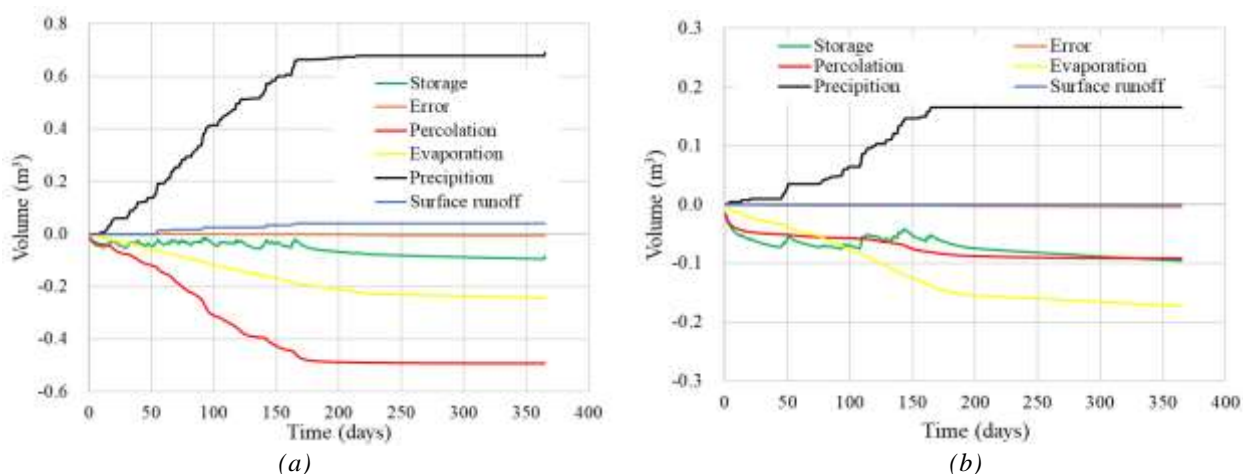 0.8
0.6
0.4
0.2
0.0
-0.2
-0.4
-0.6
Volume (m³)
Storage
Error
Percolation
Evaporation
Precipition
Surface runoff
0 50 100 150 200 250 300 350 400
Time (days)
(a)
0.3
0.2
0.1
0.0
-0.1
-0.2
-0.3
Volume (m³)
Storage Error
Percolation Evaporation
Precipition Surface runoff
0 50 100 150 200 250 300 350 400
Time (days)
(b)